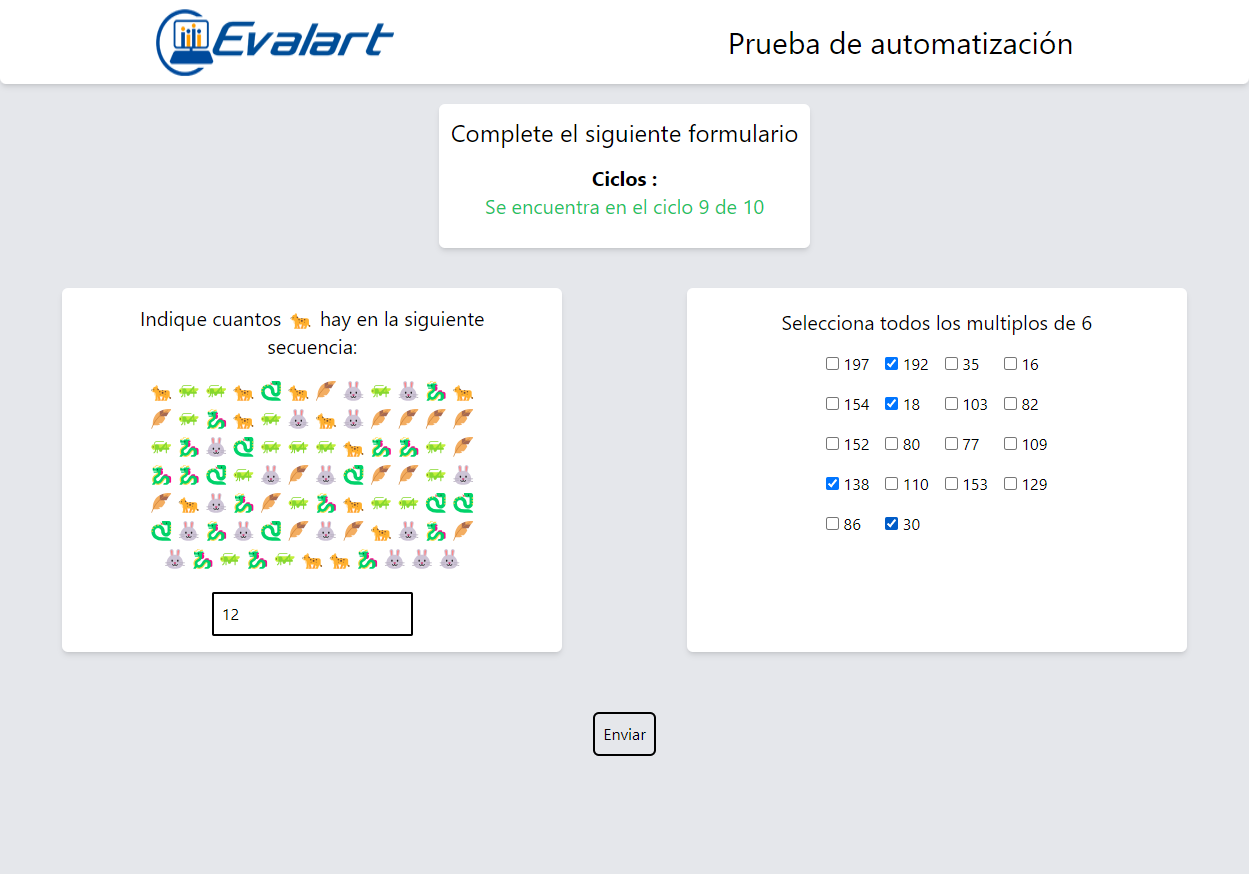 Evalart
Prueba de automatización
Complete el siguiente formulario
Ciclos :
Se encuentra en el ciclo 9 de 10
Indique cuantos 🐆 hay en la siguiente
secuencia:
12
Selecciona todos los multiplos de 6
197 192 35 16
154 18 103 82
152 80 77 109
138 110 153 129
86 30
Enviar